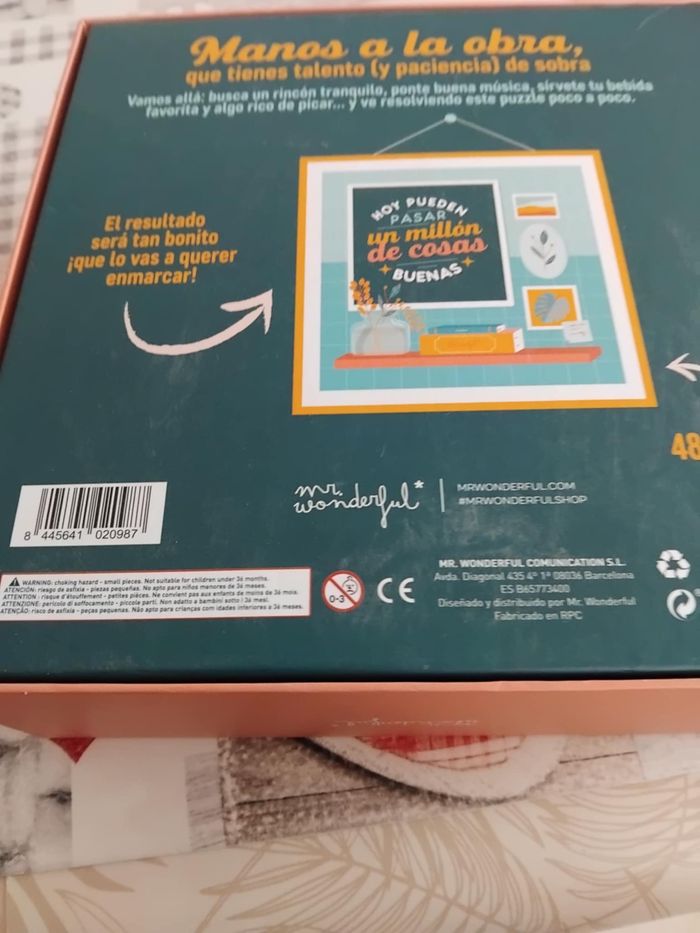 Manos a la obra,
que tienes talento (y paciencia) de sobra
Vamos allá: busca un rincón tranquilo, ponte buena música, sírvete tu bebida
favorita y algo rico de picar... y ve resolviendo este puzzle poco a poco.
El resultado
será tan bonito
¡que lo vas a querer
enmarcar!
HOY PUEDEN
PASAR
un millón
de cosas
BUENAS
48
mr.
wonderful*
MRWONDERFUL.COM
#MRWONDERFULSHOP
8 445641 020987
WARNING: choking hazard - small pieces. Not suitable for children under 36 months.
ATENCIÓN: riesgo de asfixia - piezas pequeñas. No apto para niños menores de 36 meses.
ATTENTION : risque d'étouffement - petites pièces. Ne convient pas aux enfants de moins de 36 mois.
ATTENZIONE: pericolo di soffocamento - piccole parti. Non adatto a bambini sotto i 36 mesi.
ATENÇÃO: risco de asfixia - peças pequenas. Não apto para crianças com idades inferiores a 36 meses.
0-3
CE
MR. WONDERFUL COMUNICATION S.L.
Avda. Diagonal 435 4º 1ª 08036 Barcelona
ES B65773400
Diseñado y distribuido por Mr. Wonderful
Fabricado en RPC